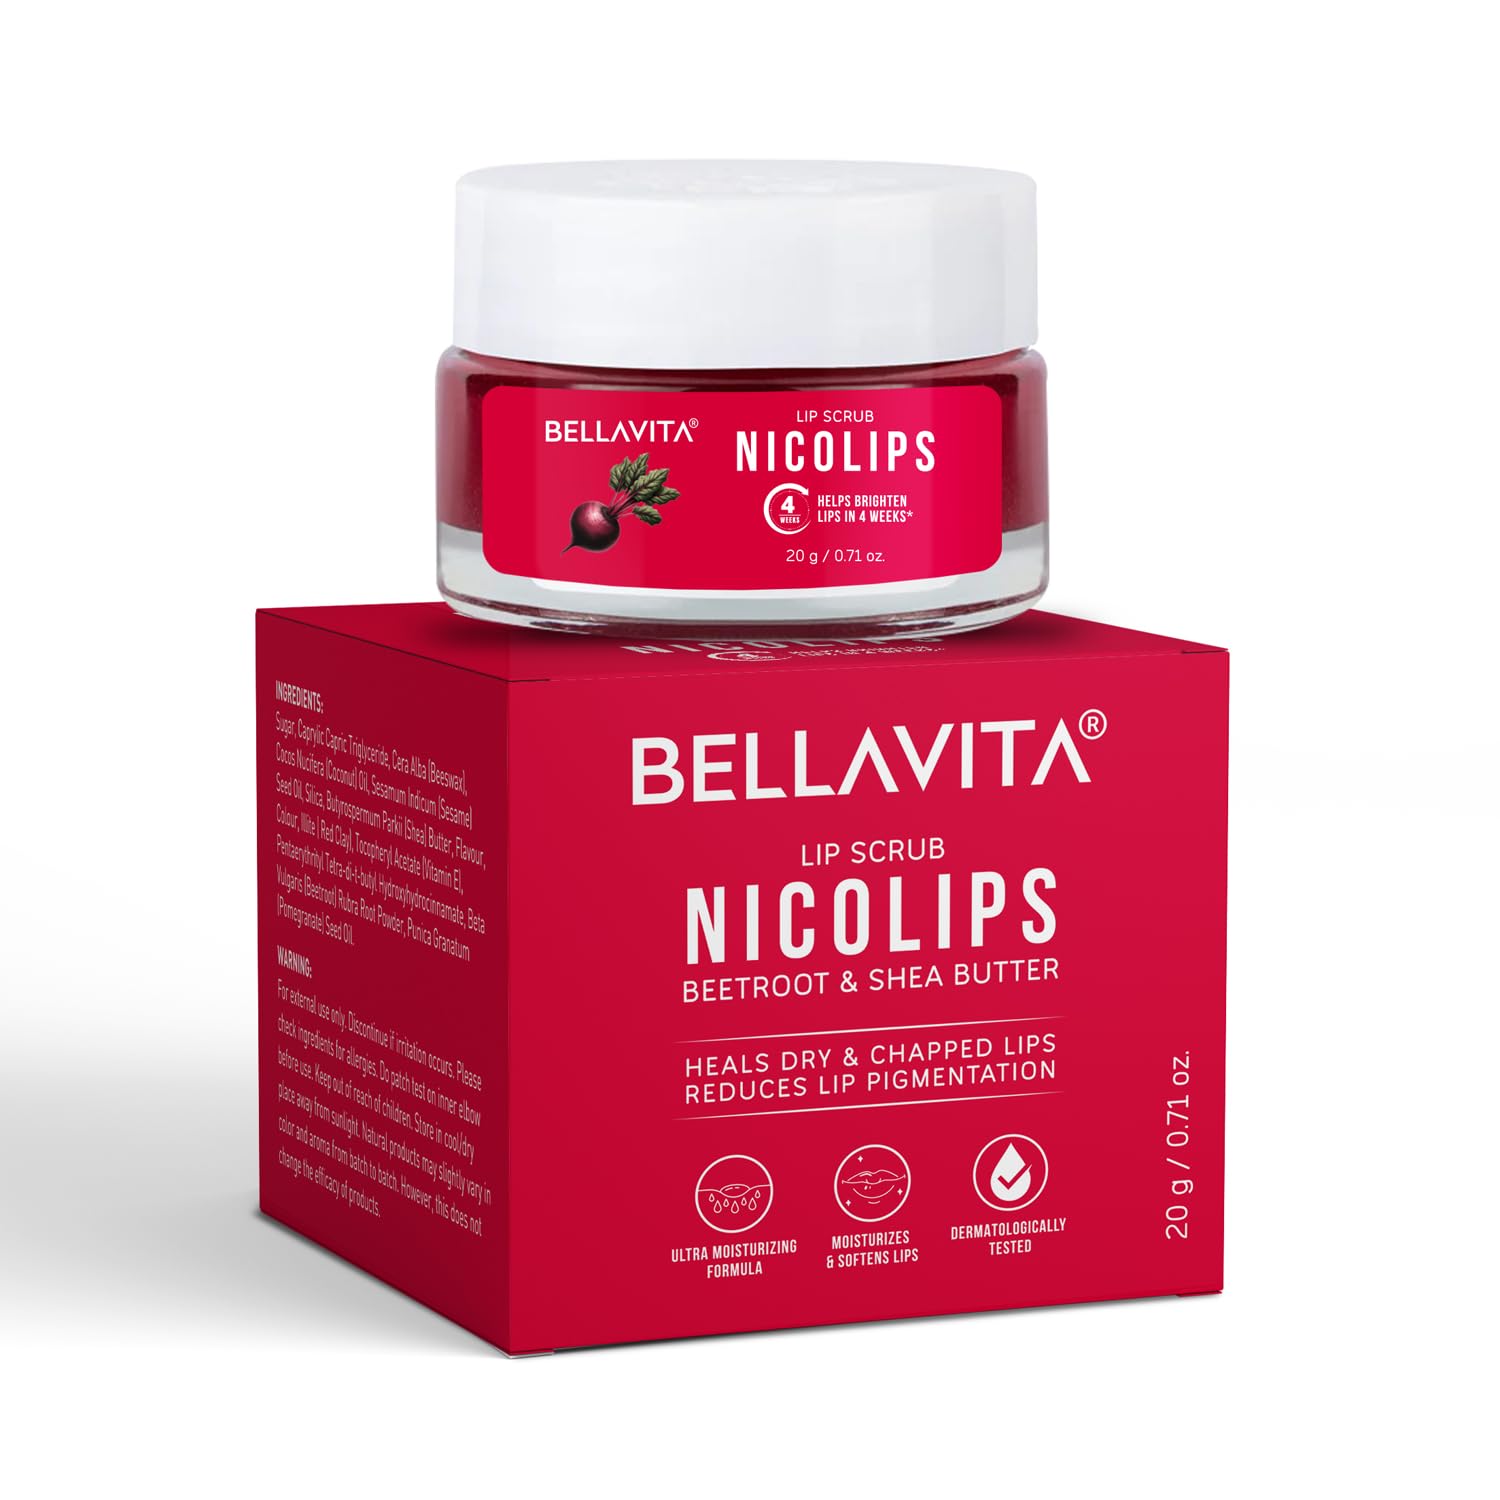 BELLAVITA®
LIP SCRUB
NICOLIPS
4
WEEKS
HELPS BRIGHTEN
LIPS IN 4 WEEKS*
20 g / 0.71 oz.
NICOLIPS
INGREDIENTS:
Sugar, Caprylic Capric Triglyceride, Cera Alba (Beeswax),
Cocos Nucifera (Coconut) Oil, Sesamum Indicum (Sesame)
Seed Oil, Silica, Butyrospermum Parkii (Shea) Butter, Flavour,
Colour, Illite ( Red Clay), Tocopheryl Acetate (Vitamin E),
Pentaerythrityl Tetra-di-t-butyl Hydroxyhydrocinnamate, Beta
Vulgaris (Beetroot) Rubra Root Powder, Punica Granatum
(Pomegranate) Seed Oil.
WARNING:
For external use only. Discontinue if irritation occurs. Please
check ingredients for allergies. Do patch test on inner elbow
before use. Keep out of reach of children. Store in cool/dry
place away from sunlight. Natural products may slightly vary in
color and aroma from batch to batch. However, this does not
change the efficacy of products.
BELLAVITA®
LIP SCRUB
NICOLIPS
BEETROOT & SHEA BUTTER
HEALS DRY & CHAPPED LIPS
REDUCES LIP PIGMENTATION
ULTRA MOISTURIZING
FORMULA
MOISTURIZES
& SOFTENS LIPS
DERMATOLOGICALLY
TESTED
20 g / 0.71 oz.